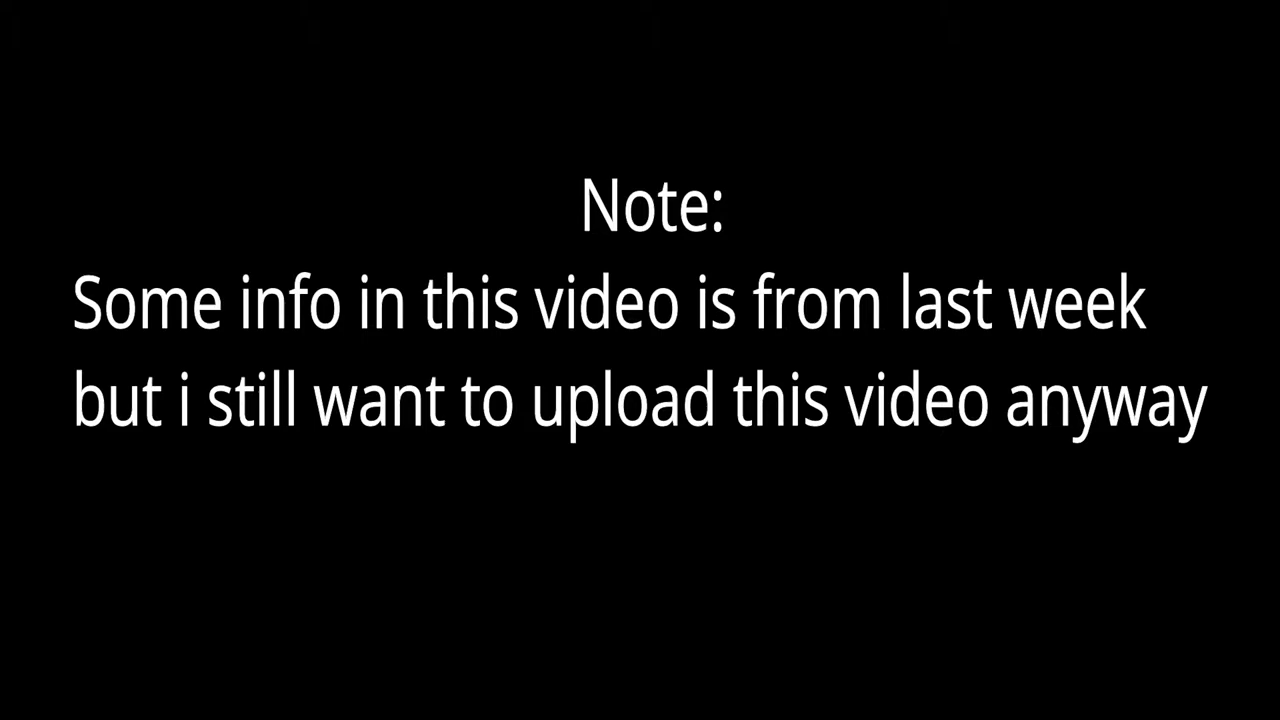 Note:
Some info in this video is from last week
but i still want to upload this video anyway